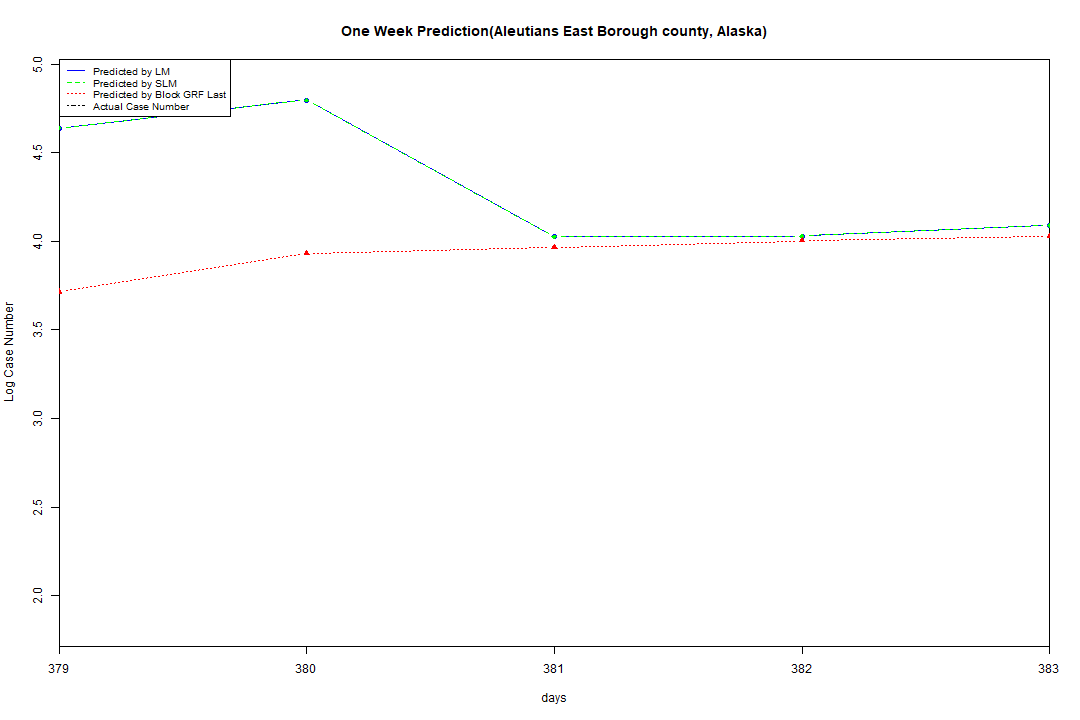 One Week Prediction(Aleutians East Borough county, Alaska)
Predicted by LM
Predicted by SLM
Predicted by Block GRF Last
Actual Case Number
Log Case Number
5.0
4.5
4.0
3.5
3.0
2.5
2.0
379 380 381 382 383
days